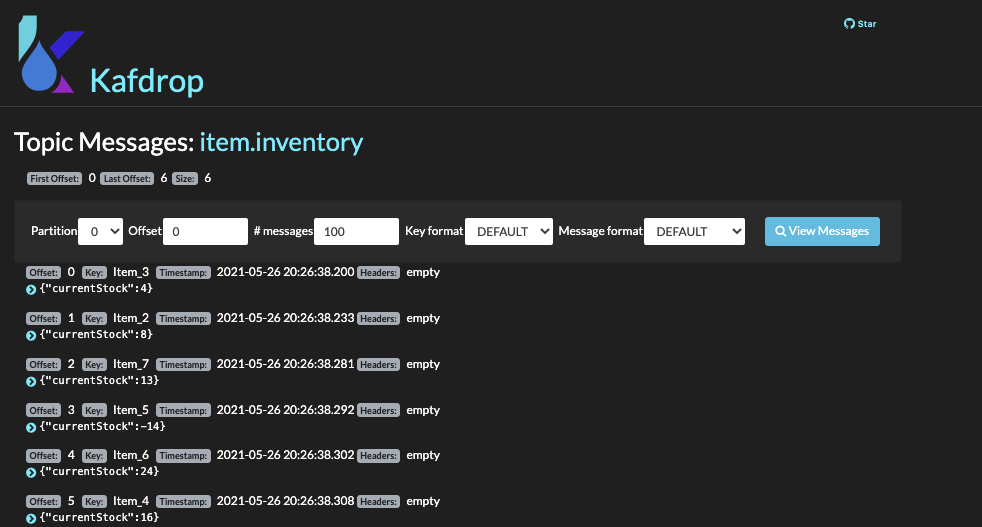 Star
Kafdrop
Topic Messages: item.inventory
First Offset: 0 Last Offset: 6 Size: 6
Partition 0 Offset 0 # messages 100 Key format DEFAULT Message format DEFAULT View Messages
Offset: 0 Key: Item_3 Timestamp: 2021-05-26 20:26:38.200 Headers: empty
{"currentStock":4}
Offset: 1 Key: Item_2 Timestamp: 2021-05-26 20:26:38.233 Headers: empty
{"currentStock":8}
Offset: 2 Key: Item_7 Timestamp: 2021-05-26 20:26:38.281 Headers: empty
{"currentStock":13}
Offset: 3 Key: Item_5 Timestamp: 2021-05-26 20:26:38.292 Headers: empty
{"currentStock":-14}
Offset: 4 Key: Item_6 Timestamp: 2021-05-26 20:26:38.302 Headers: empty
{"currentStock":24}
Offset: 5 Key: Item_4 Timestamp: 2021-05-26 20:26:38.308 Headers: empty
{"currentStock":16}